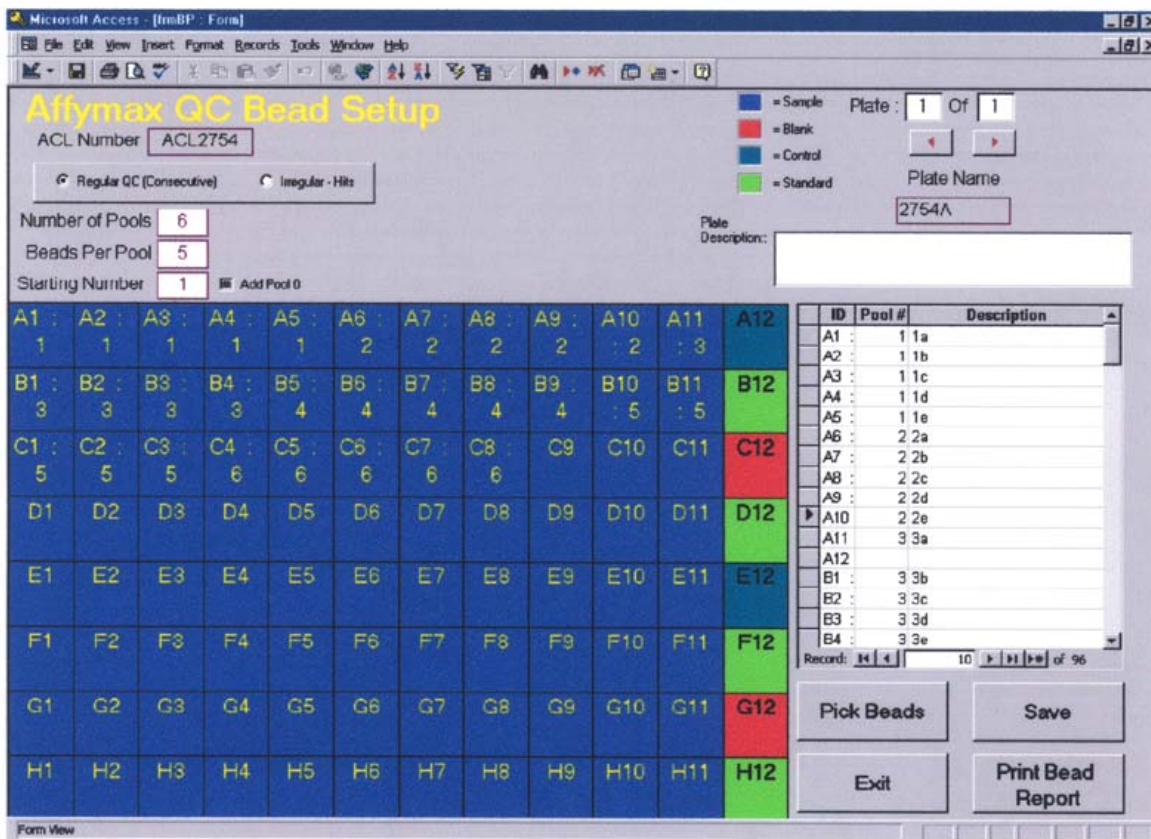 Microsoft Access - [frmBP : Form]
File Edit View Insert Format Records Tools Window Help
Affymax QC Bead Setup
ACL Number ACL2754
Regular QC (Consecutive) Irregular - Hits
Number of Pools 6
Beads Per Pool 5
Starting Number 1 Add Pool 0
= Sample
= Blank
= Control
= Standard
Plate : 1 Of 1
Plate Name
2754A
Plate
Description::
A1 : A2 : A3 : A4 : A5 : A6 : A7 : A8 : A9 : A10 A11 A12
1 1 1 1 1 2 2 2 2 : 2 : 3
B1 : B2 : B3 : B4 : B5 : B6 : B7 : B8 : B9 : B10 B11 B12
3 3 3 3 4 4 4 4 4 : 5 : 5
C1 : C2 : C3 : C4 : C5 : C6 : C7 : C8 : C9 C10 C11 C12
5 5 5 6 6 6 6 6
D1 D2 D3 D4 D5 D6 D7 D8 D9 D10 D11 D12
E1 E2 E3 E4 E5 E6 E7 E8 E9 E10 E11 E12
F1 F2 F3 F4 F5 F6 F7 F8 F9 F10 F11 F12
G1 G2 G3 G4 G5 G6 G7 G8 G9 G10 G11 G12
H1 H2 H3 H4 H5 H6 H7 H8 H9 H10 H11 H12
ID Pool # Description
A1 : 1 1a
A2 : 1 1b
A3 : 1 1c
A4 : 1 1d
A5 : 1 1e
A6 : 2 2a
A7 : 2 2b
A8 : 2 2c
A9 : 2 2d
A10 2 2e
A11 3 3a
A12
B1 : 3 3b
B2 : 3 3c
B3 : 3 3d
B4 : 3 3e
Record: 10 of 96
Pick Beads Save
Exit Print Bead
Report
Form View